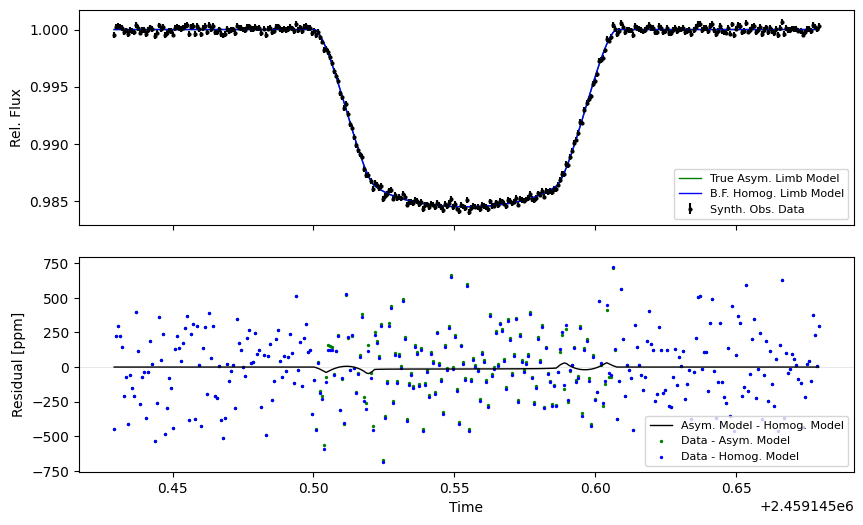 1.000
0.995
0.990
0.985
Rel. Flux
True Asym. Limb Model
B.F. Homog. Limb Model
Synth. Obs. Data
750
500
250
0
−250
−500
−750
Residual [ppm]
Asym. Model - Homog. Model
Data - Asym. Model
Data - Homog. Model
0.45 0.50 0.55 0.60 0.65
Time
+2.459145e6